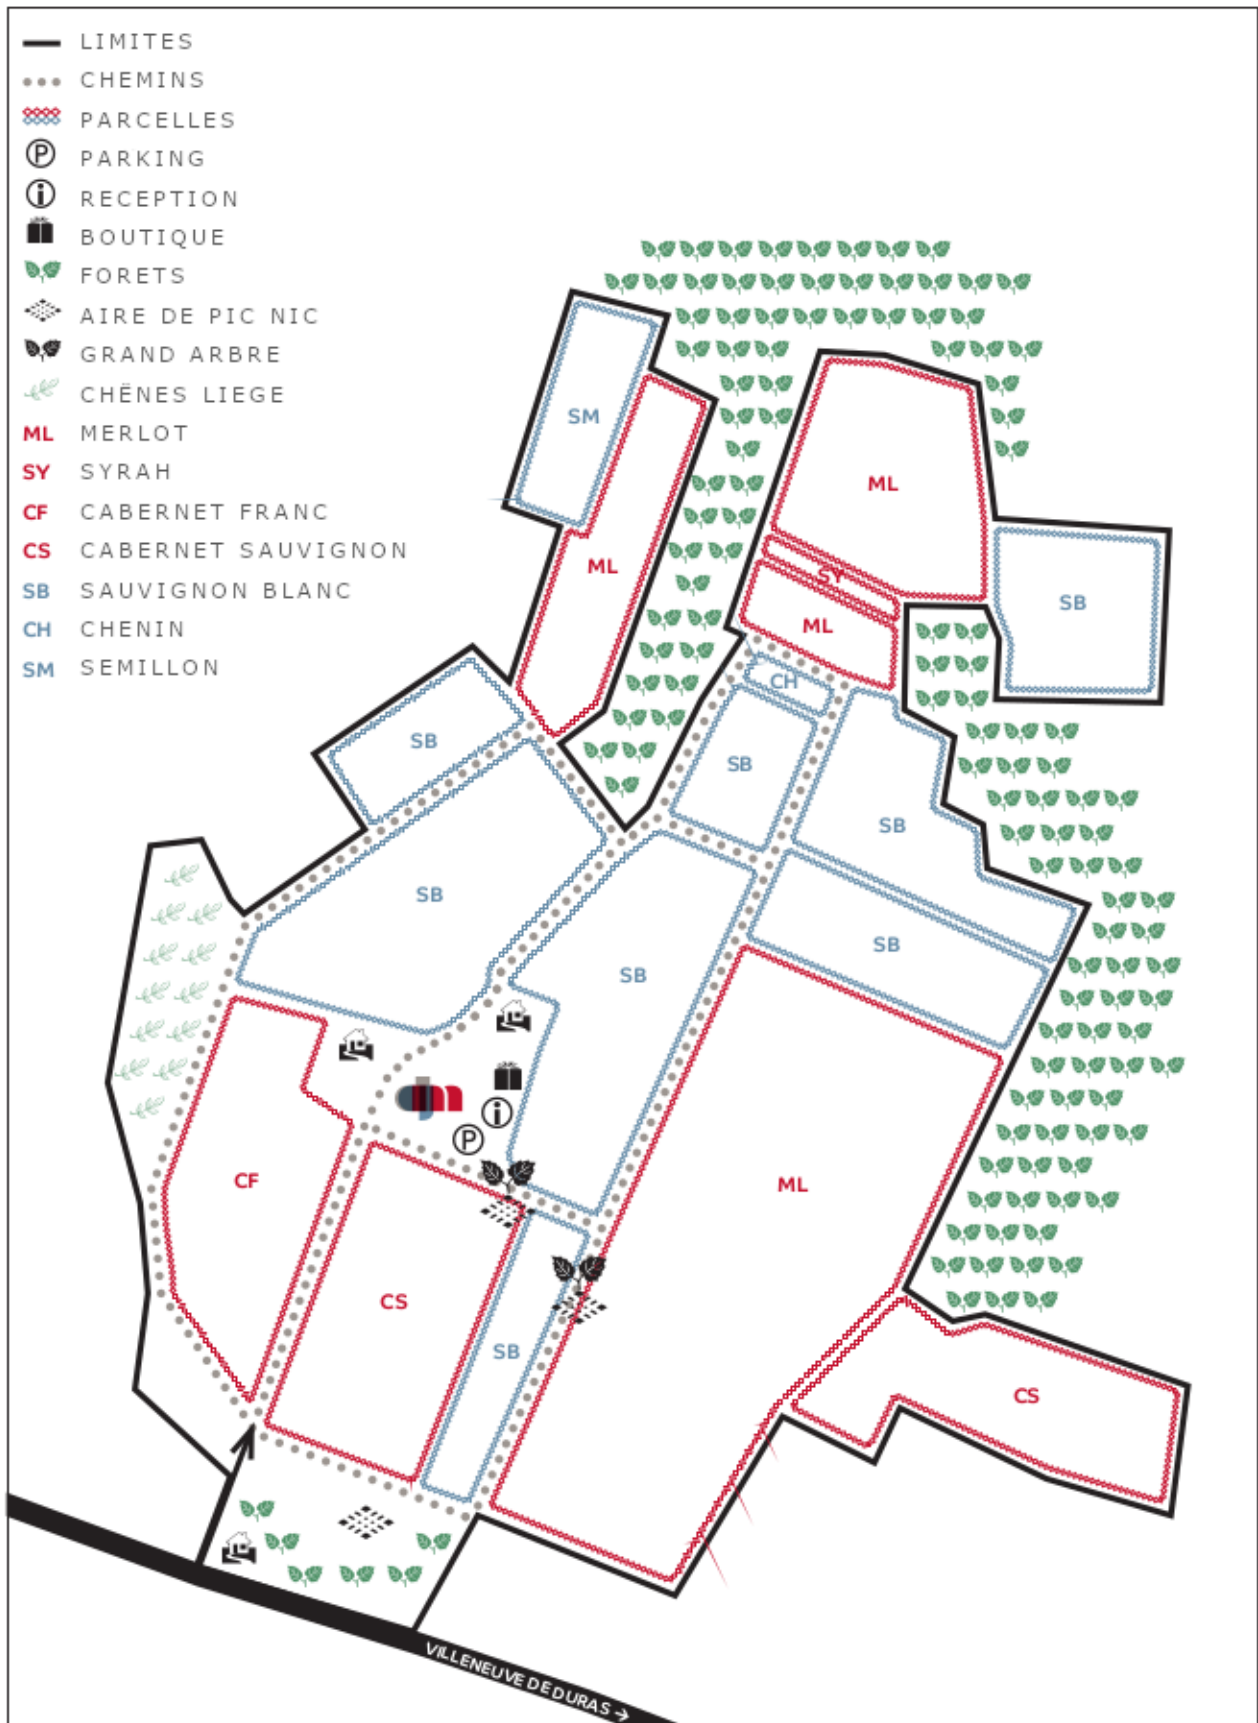 LIMITES
CHEMINS
PARCELLES
P PARKING
i RECEPTION
BOUTIQUE
FORETS
AIRE DE PIC NIC
GRAND ARBRE
CHËNES LIEGE
ML MERLOT
SY SYRAH
CF CABERNET FRANC
CS CABERNET SAUVIGNON
SB SAUVIGNON BLANC
CH CHENIN
SM SEMILLON
SM
ML
ML
SY
SB
ML
CH
SB
SB
SB
SB
SB
SB
dm
i
P
CF
ML
CS
SB
CS
VILLENEUVE DE DURAS →